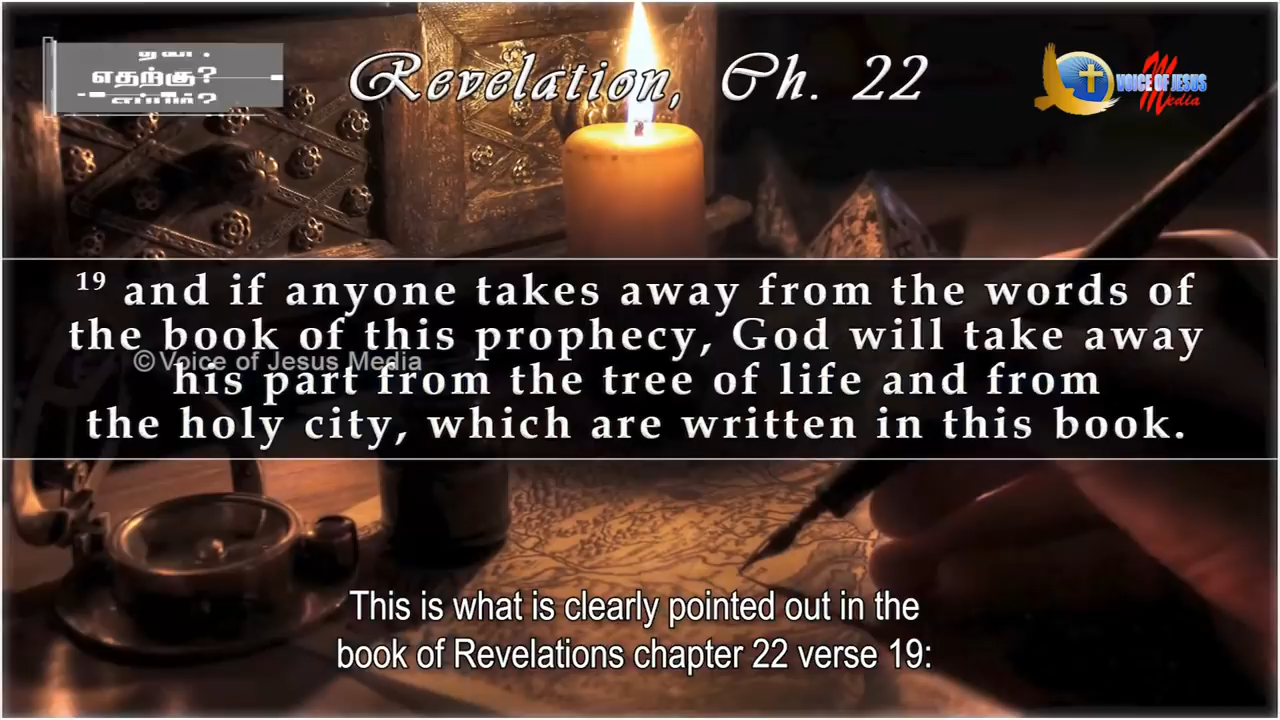 எதற்கு?
Revelation, Ch. 22
VOICE OF JESUS
Media
19 and if anyone takes away from the words of
the book of this prophecy, God will take away
© Voice of Jesus Media
his part from the tree of life and from
the holy city, which are written in this book.
This is what is clearly pointed out in the
book of Revelations chapter 22 verse 19: